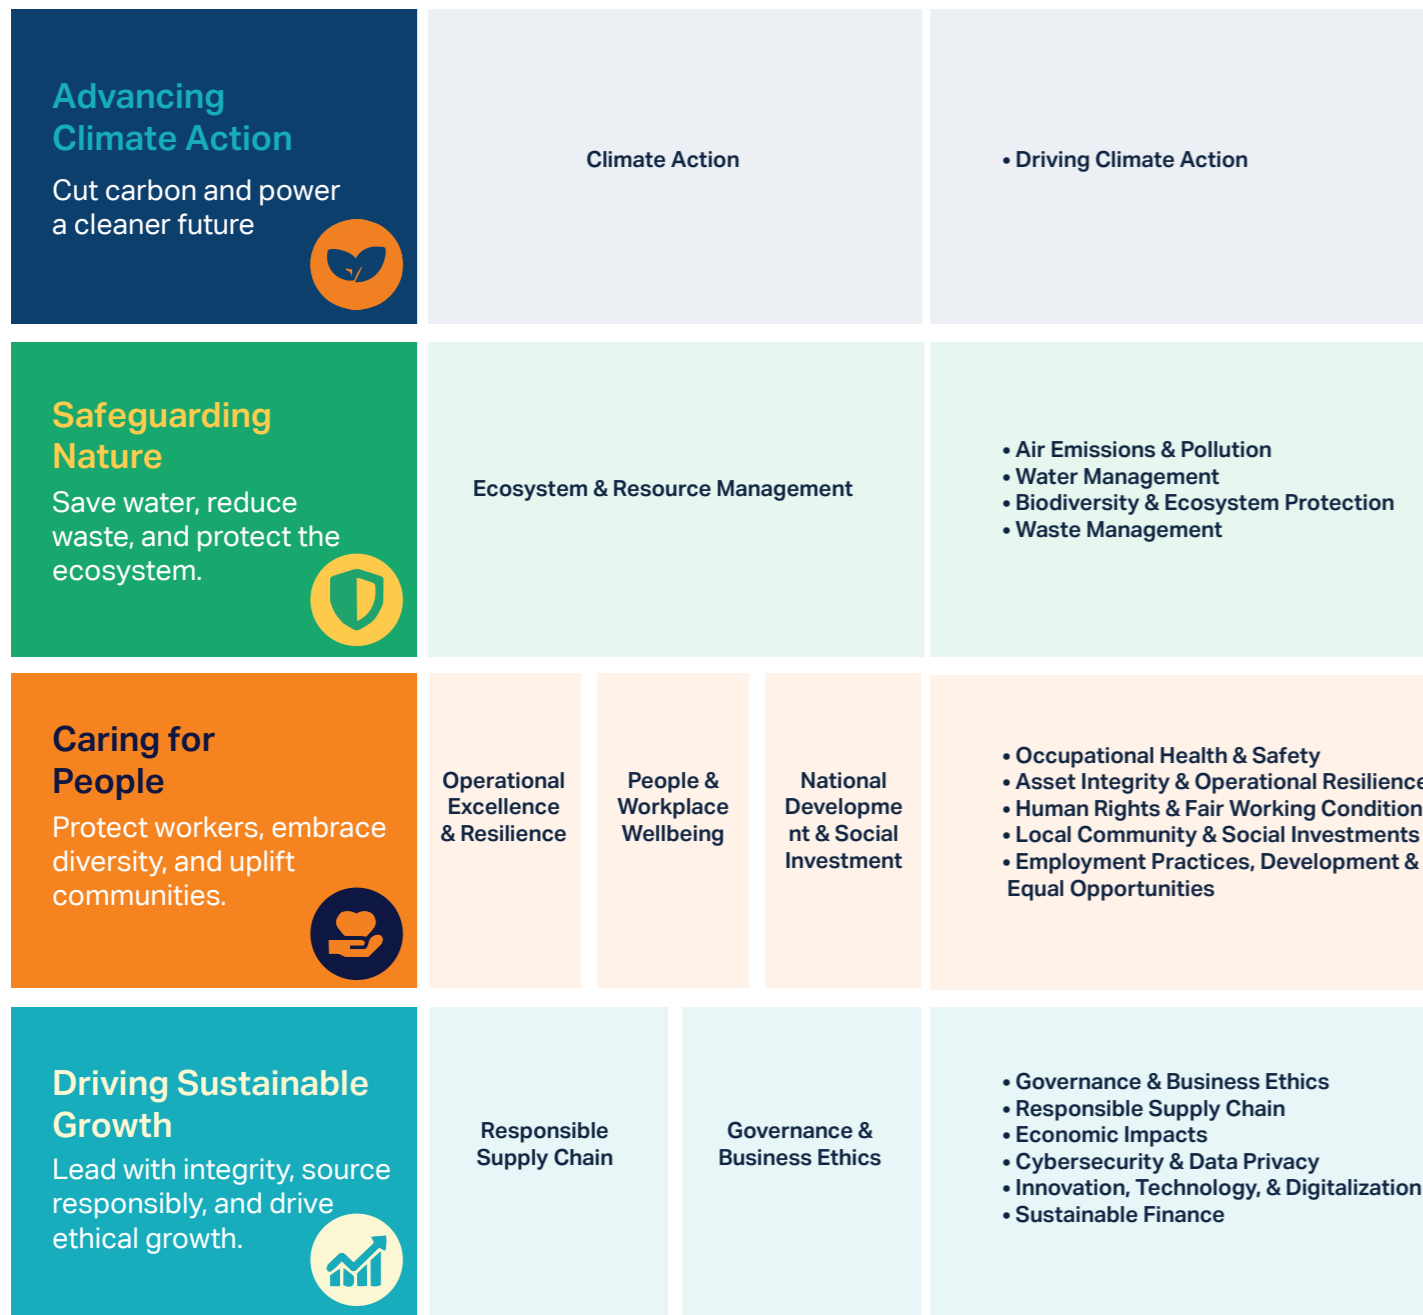 Advancing
Climate Action
Cut carbon and power
a cleaner future
Climate Action
• Driving Climate Action
Safeguarding
Nature
Save water, reduce
waste, and protect the
ecosystem.
Ecosystem & Resource Management
• Air Emissions & Pollution
• Water Management
• Biodiversity & Ecosystem Protection
• Waste Management
Caring for
People
Protect workers, embrace
diversity, and uplift
communities.
Operational
Excellence
& Resilience
People &
Workplace
Wellbeing
National
Developme
nt & Social
Investment
• Occupational Health & Safety
• Asset Integrity & Operational Resilience
• Human Rights & Fair Working Condition
• Local Community & Social Investments
• Employment Practices, Development &
Equal Opportunities
Driving Sustainable
Growth
Lead with integrity, source
responsibly, and drive
ethical growth.
Responsible
Supply Chain
Governance &
Business Ethics
• Governance & Business Ethics
• Responsible Supply Chain
• Economic Impacts
• Cybersecurity & Data Privacy
• Innovation, Technology, & Digitalization
• Sustainable Finance